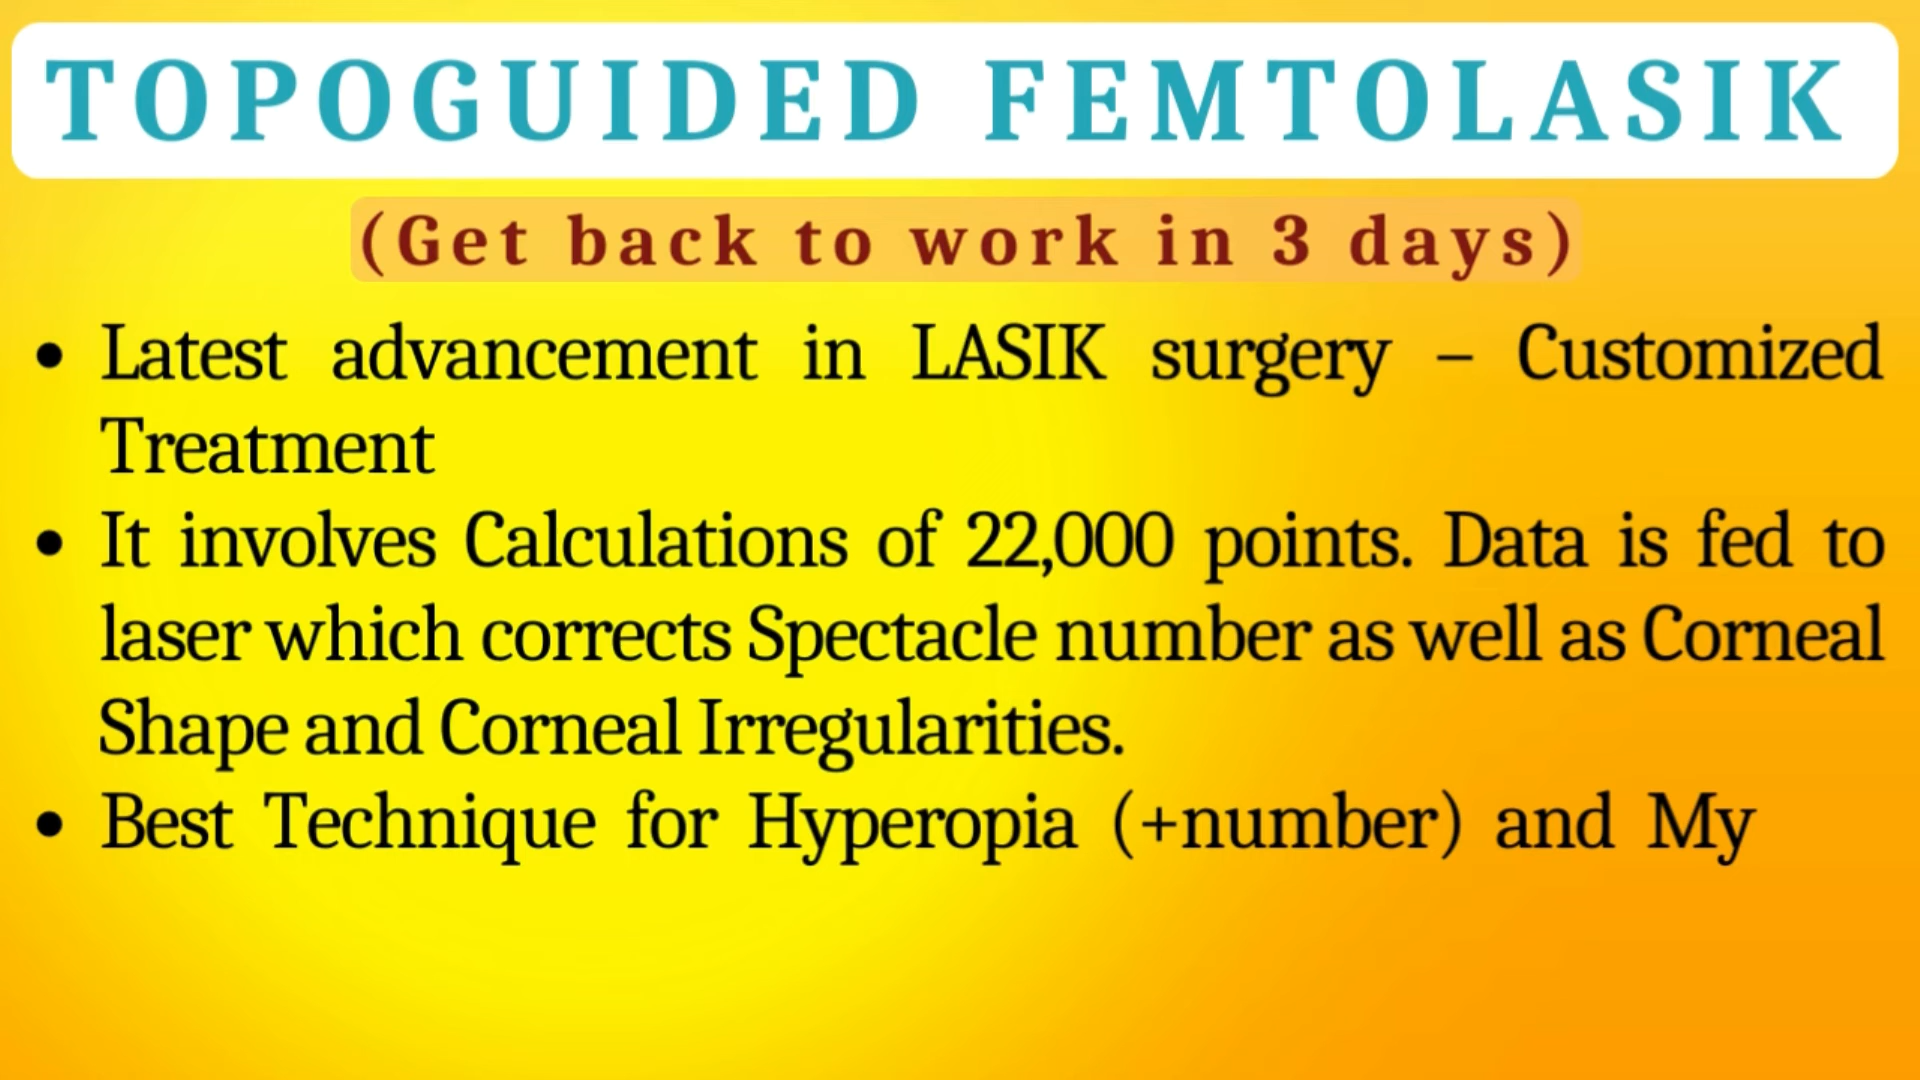 TOPOGUIDED FEMTOLASIK
(Get back to work in 3 days)
• Latest advancement in LASIK surgery – Customized
Treatment
• It involves Calculations of 22,000 points. Data is fed to
laser which corrects Spectacle number as well as Corneal
Shape and Corneal Irregularities.
• Best Technique for Hyperopia (+number) and My